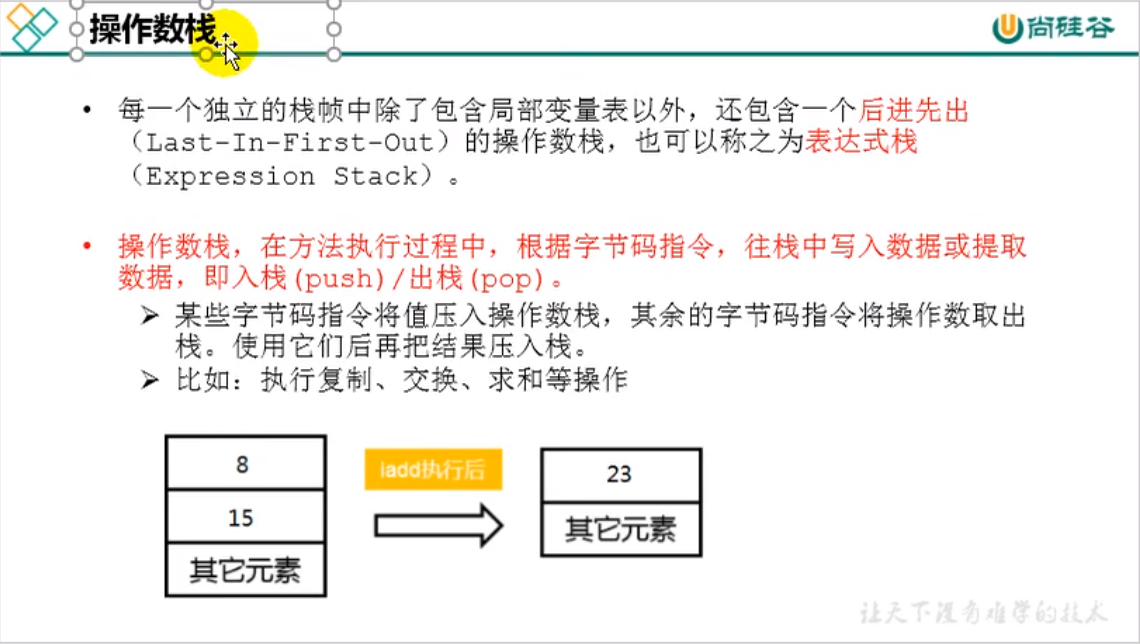 操作数栈
尚硅谷
• 每一个独立的栈帧中除了包含局部变量表以外，还包含一个后进先出
（Last-In-First-Out）的操作数栈，也可以称之为表达式栈
（Expression Stack）。
• 操作数栈，在方法执行过程中，根据字节码指令，往栈中写入数据或提取
数据，即入栈(push)/出栈(pop)。
➢ 某些字节码指令将值压入操作数栈，其余的字节码指令将操作数取出
栈。使用它们后再把结果压入栈。
➢ 比如：执行复制、交换、求和等操作
8
15
其它元素
iadd执行后
23
其它元素
让天下没有难学的技术